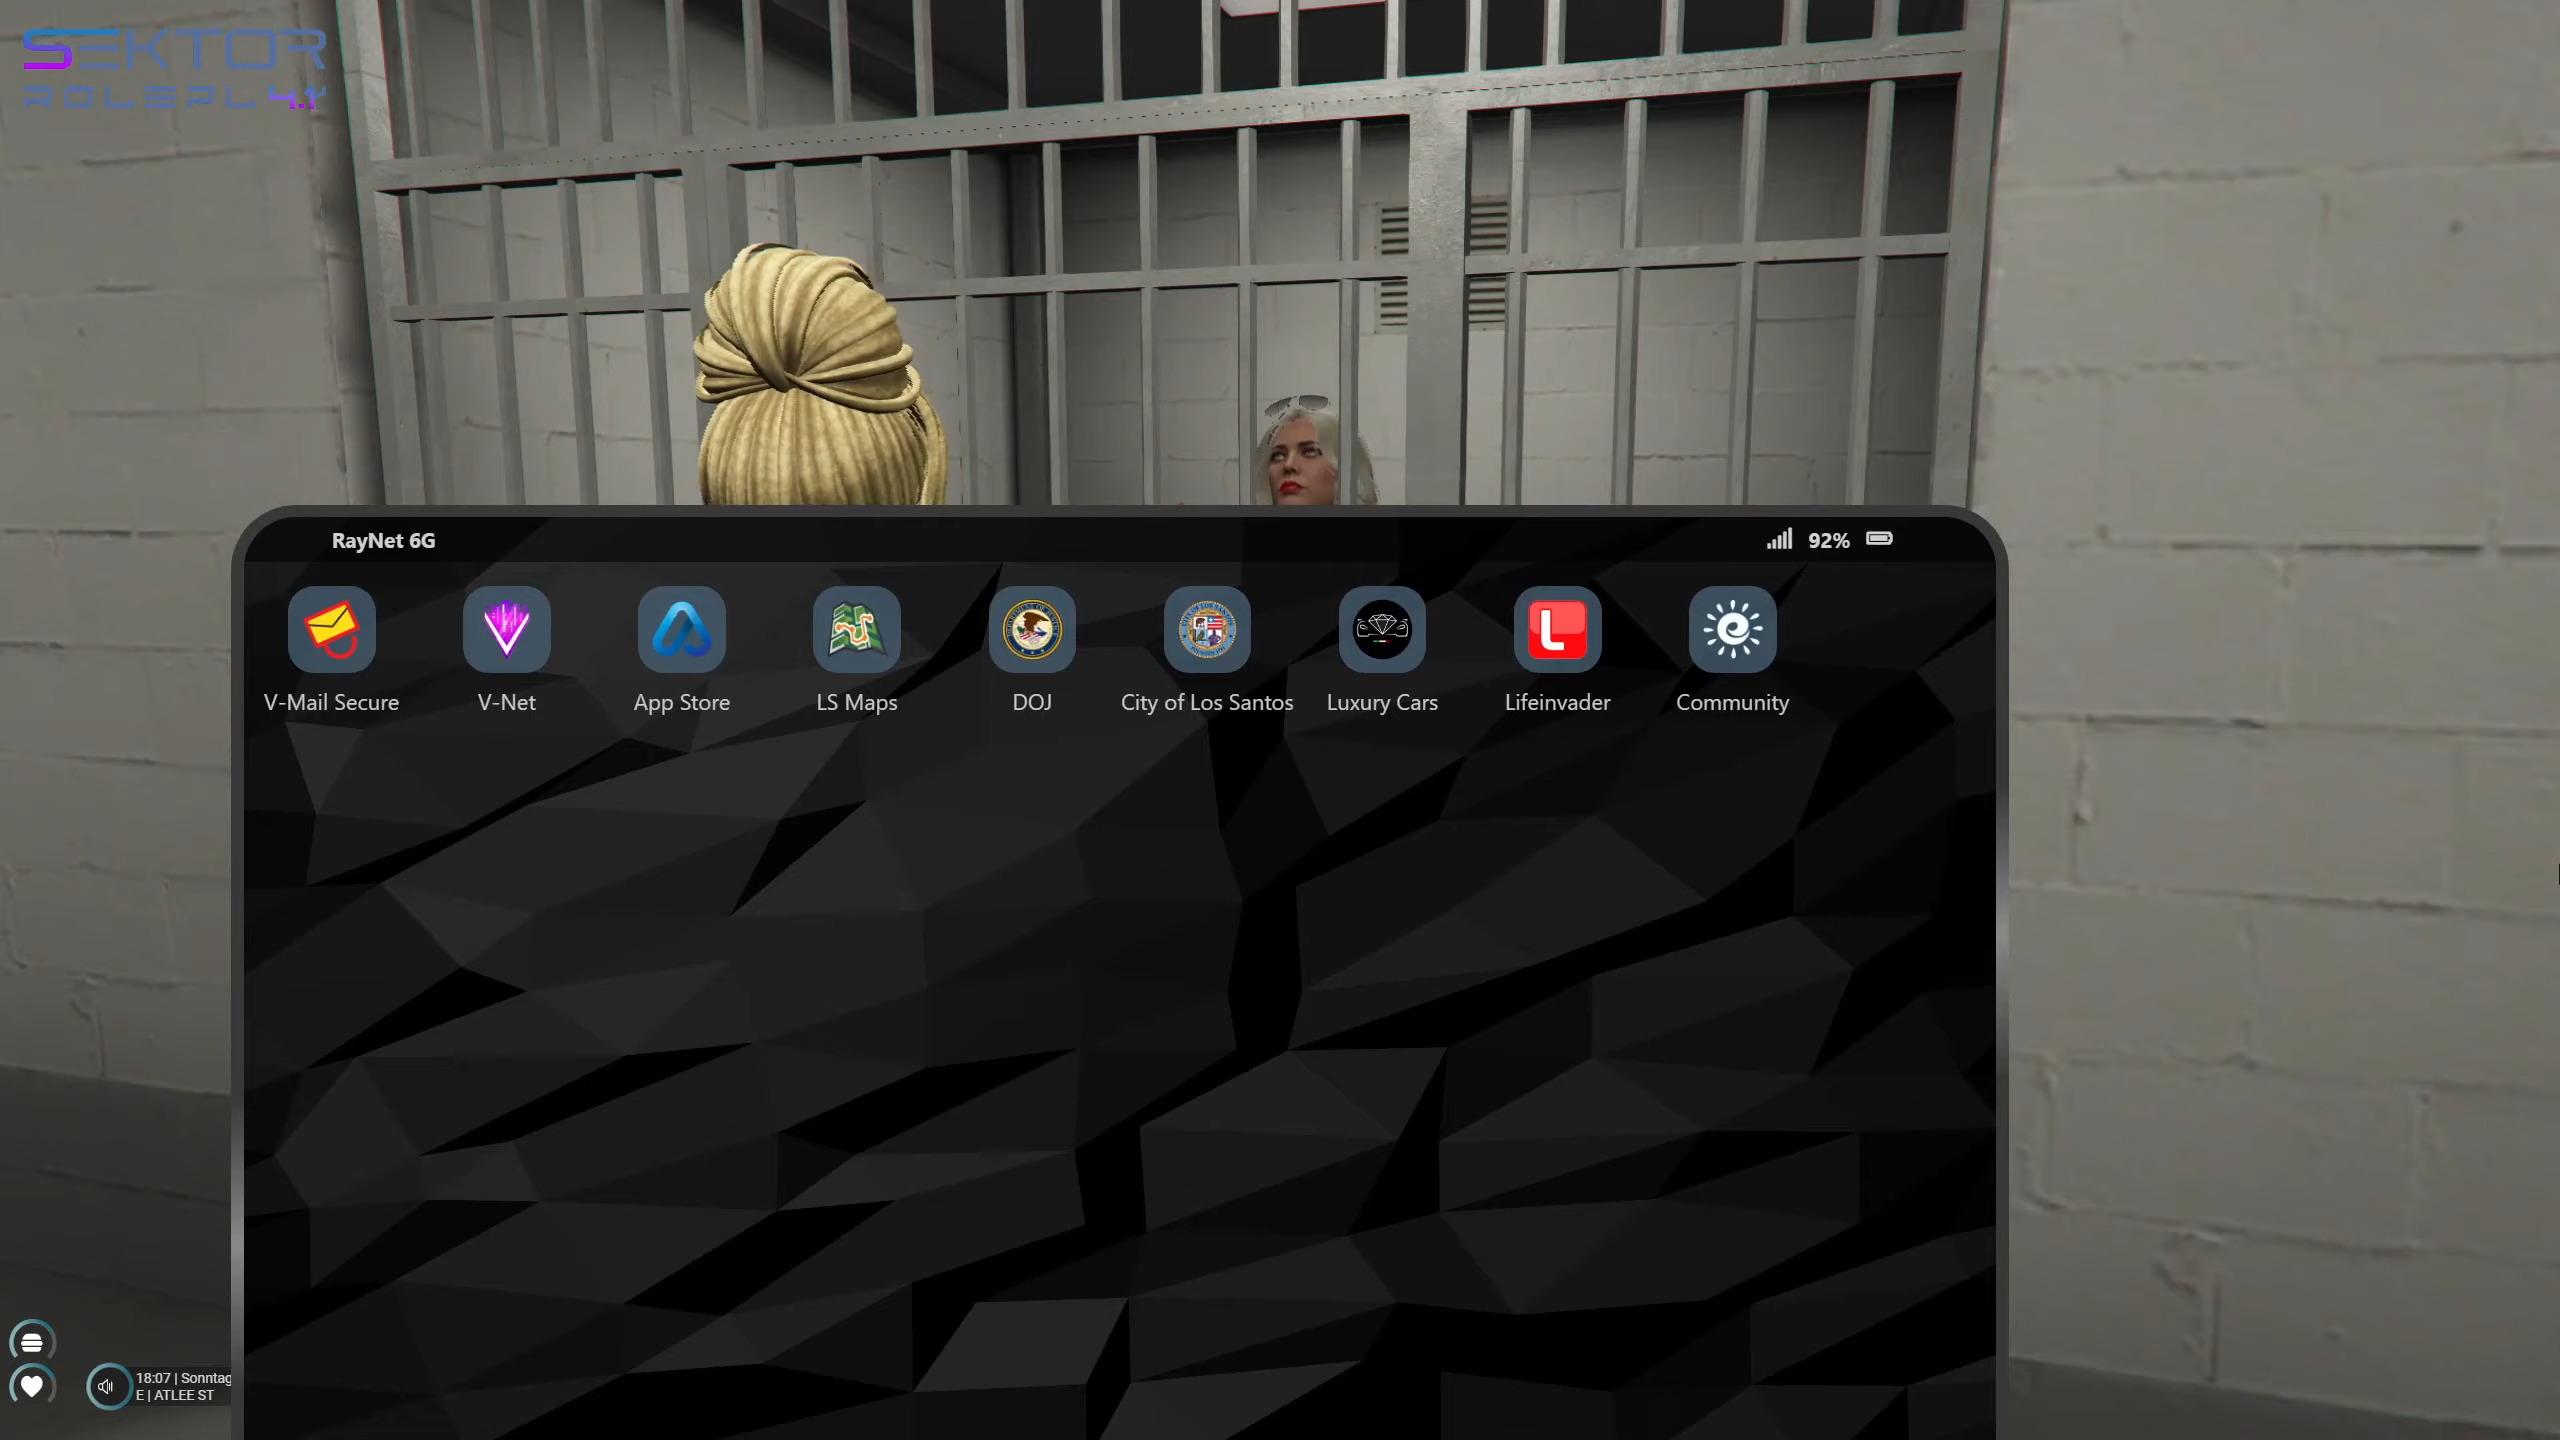 SEKTOR
ROLEPL 4.1
RayNet 6G
92%
V-Mail Secure
V-Net
App Store
LS Maps
DOJ
City of Los Santos
Luxury Cars
Lifeinvader
Community
18:07 | Sonntag
E | ATLEE ST